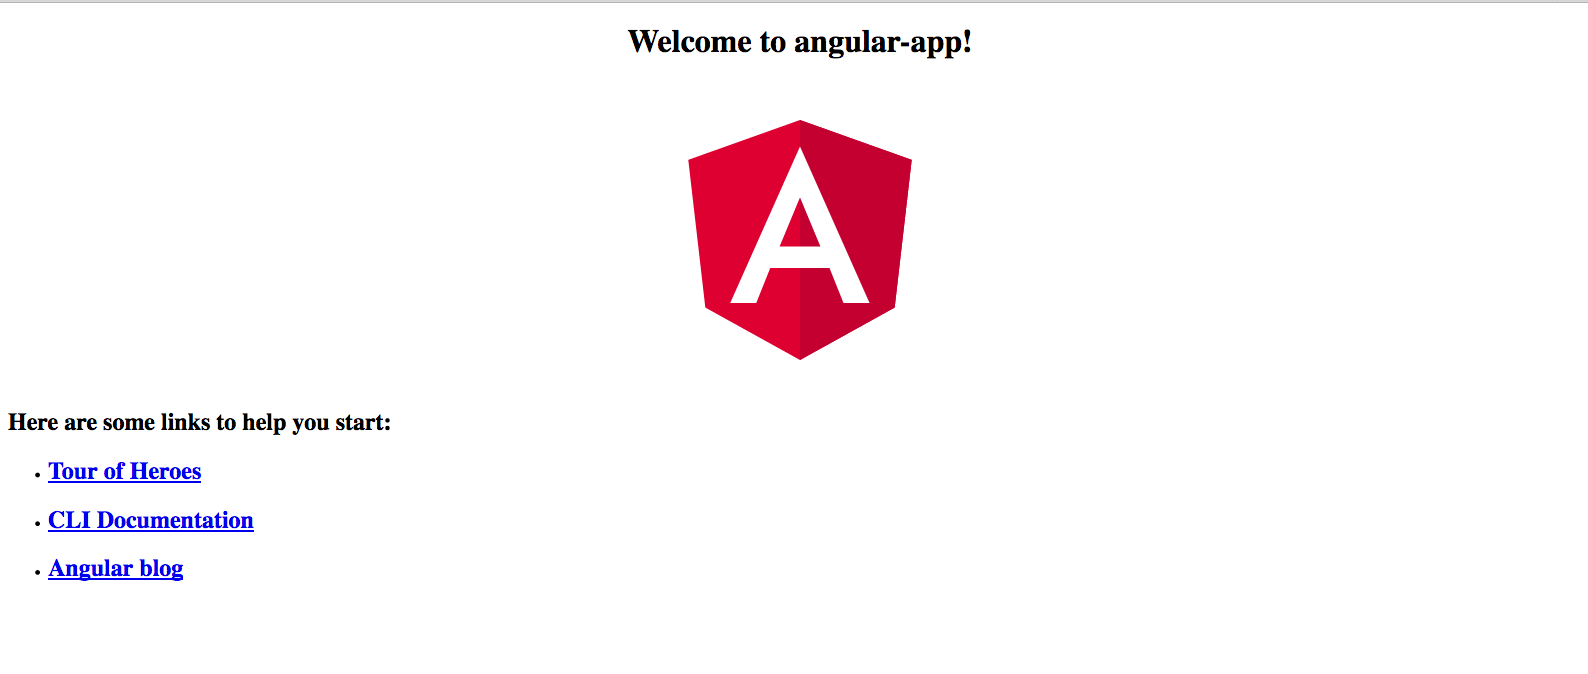 Welcome to angular-app!
A
Here are some links to help you start:
Tour of Heroes
CLI Documentation
Angular blog